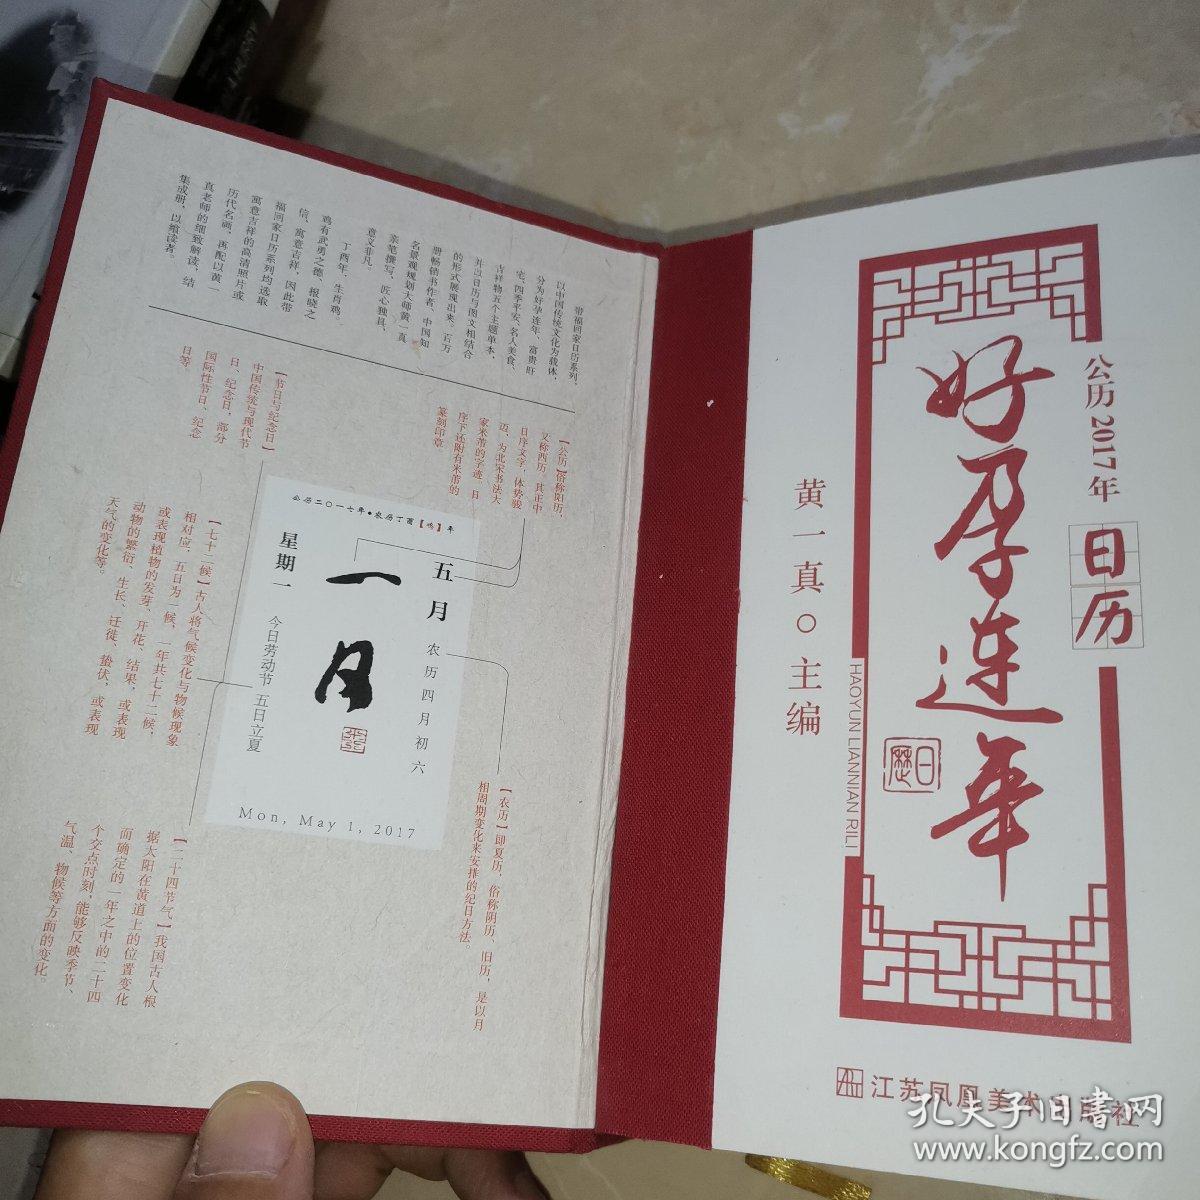 带福回家日历系列，
以中国传统文化为载体，
分为好孕连年、富贵旺
宅、四季平安、名人美食、
吉祥物五个主题单本，
并以日历与图文相结合
的形式展现出来，百万
册畅销书作者、中国知
名景观规划大师黄一真
亲笔撰写，匠心独具，
意义非凡。
丁酉年，生肖鸡，
鸡有武勇之德，报晓之
信，寓意吉祥，因此带
福回家日历系列均选取
寓意吉祥的高清照片或
历代名画，再配以黄一
真老师的细致解读，结
集成册，以飨读者。
【公历】俗称阳历，
又称西历，其正中
日序文字，体势骏
迈，为北宋书法大
家米芾的字迹，日
序下还附有米芾的
篆刻印章
【节日与纪念日】
中国传统与现代节
日、纪念日，部分
国际性节日、纪念
日等
公历二〇一七年·农历丁酉【鸡】年
五月
农历四月初六
一
日
星期一
今日劳动节 五日立夏
Mon, May 1, 2017
【七十二候】古人将气候变化与物候现象
相对应，五日为一候，一年共七十二候，
或表现植物的发芽、开花、结果，或表现
动物的繁衍、生长、迁徙、蛰伏，或表现
天气的变化等。
【农历】即夏历，俗称阴历、旧历，是以月
相周期变化来安排的纪日方法。
【二十四节气】我国古人根
据太阳在黄道上的位置变化
而确定的一年之中的二十四
个交点时刻，能够反映季节、
气温、物候等方面的变化。
公历2017年
日历
好孕连年
日歷
HAOYUN LIANNIAN RILI
黄一真〇主编
江苏凤凰美术出版社
孔夫子旧書网
www.kongfz.com